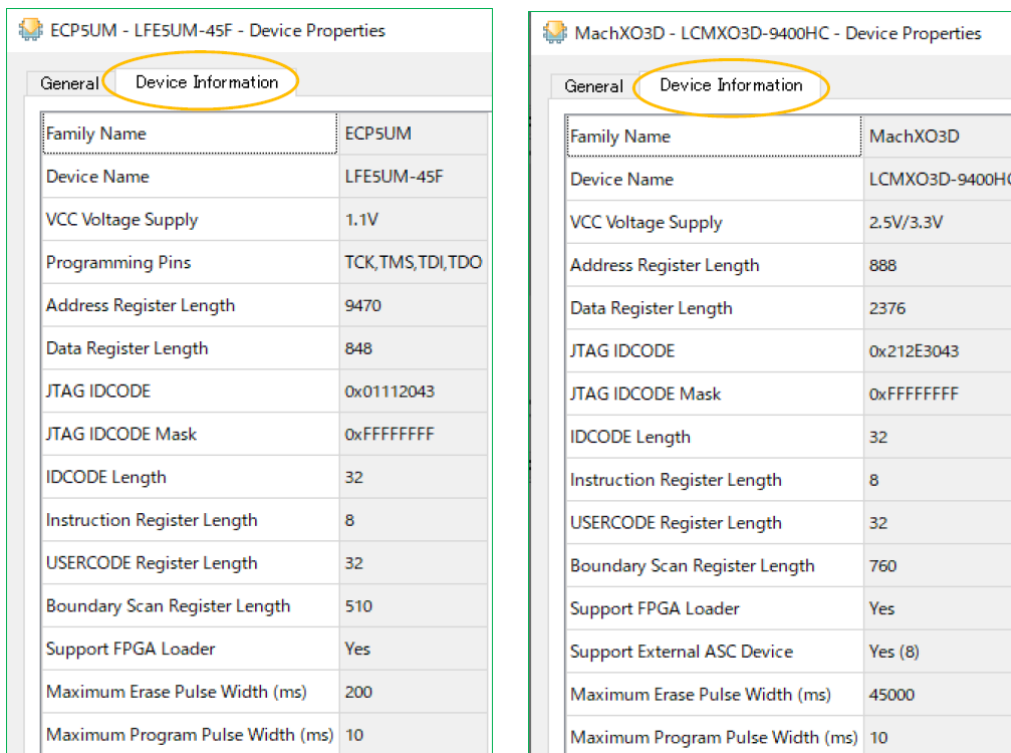 ECP5UM - LFE5UM-45F - Device Properties
General Device Information
Family Name ECP5UM
Device Name LFE5UM-45F
VCC Voltage Supply 1.1V
Programming Pins TCK,TMS,TDI,TDO
Address Register Length 9470
Data Register Length 848
JTAG IDCODE 0x01112043
JTAG IDCODE Mask 0xFFFFFFFF
IDCODE Length 32
Instruction Register Length 8
USERCODE Register Length 32
Boundary Scan Register Length 510
Support FPGA Loader Yes
Maximum Erase Pulse Width (ms) 200
Maximum Program Pulse Width (ms) 10
MachXO3D - LCMXO3D-9400HC - Device Properties
General Device Information
Family Name MachXO3D
Device Name LCMXO3D-9400HC
VCC Voltage Supply 2.5V/3.3V
Address Register Length 888
Data Register Length 2376
JTAG IDCODE 0x212E3043
JTAG IDCODE Mask 0xFFFFFFFF
IDCODE Length 32
Instruction Register Length 8
USERCODE Register Length 32
Boundary Scan Register Length 760
Support FPGA Loader Yes
Support External ASC Device Yes (8)
Maximum Erase Pulse Width (ms) 45000
Maximum Program Pulse Width (ms) 10